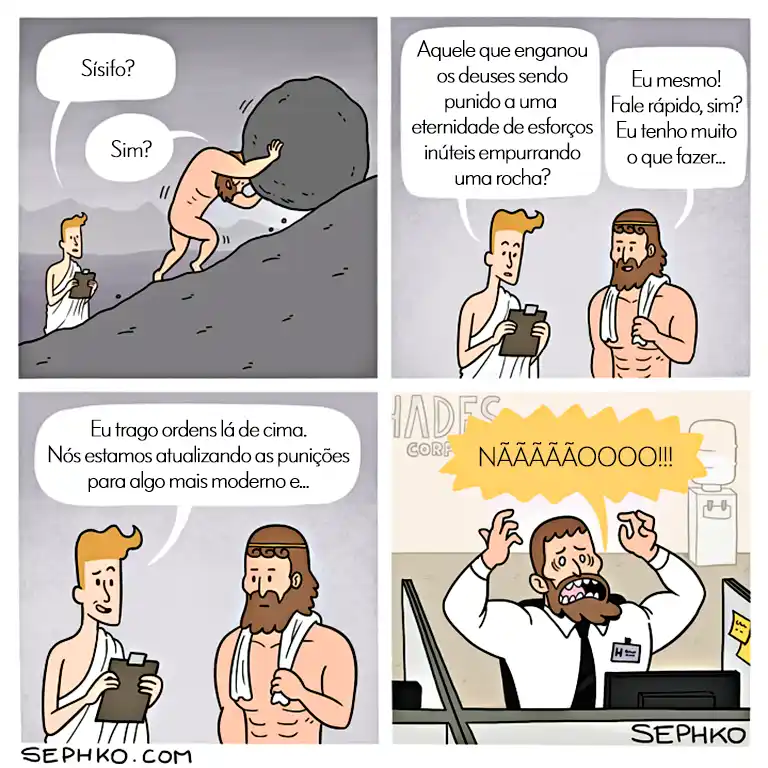 Sísifo?
Sim?
Aquele que enganou
os deuses sendo
punido a uma
eternidade de esforços
inúteis empurrando
uma rocha?
Eu mesmo!
Fale rápido, sim?
Eu tenho muito
o que fazer...
Eu trago ordens lá de cima.
Nós estamos atualizando as punições
para algo mais moderno e...
HADES
CORP
NÃÃÃÃÃOOOO!!!
H
SEPHKO
SEPHKO.COM